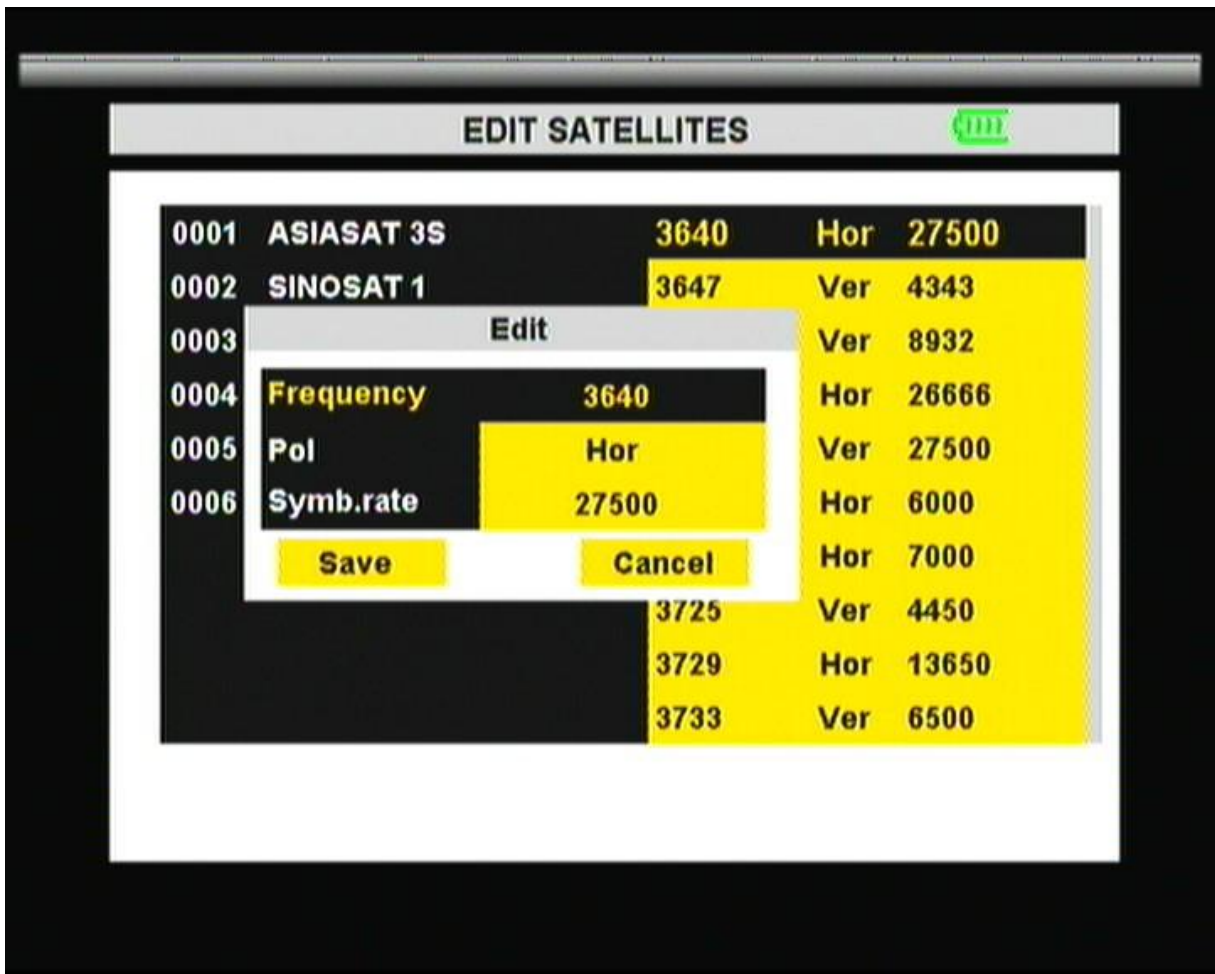 EDIT SATELLITES
0001 ASIASAT 3S 3640 Hor 27500
0002 SINOSAT 1 3647 Ver 4343
Edit
0003 Ver 8932
0004 Frequency 3640 Hor 26666
0005 Pol Hor Ver 27500
0006 Symb.rate 27500 Hor 6000
Save Cancel Hor 7000
3725 Ver 4450
3729 Hor 13650
3733 Ver 6500